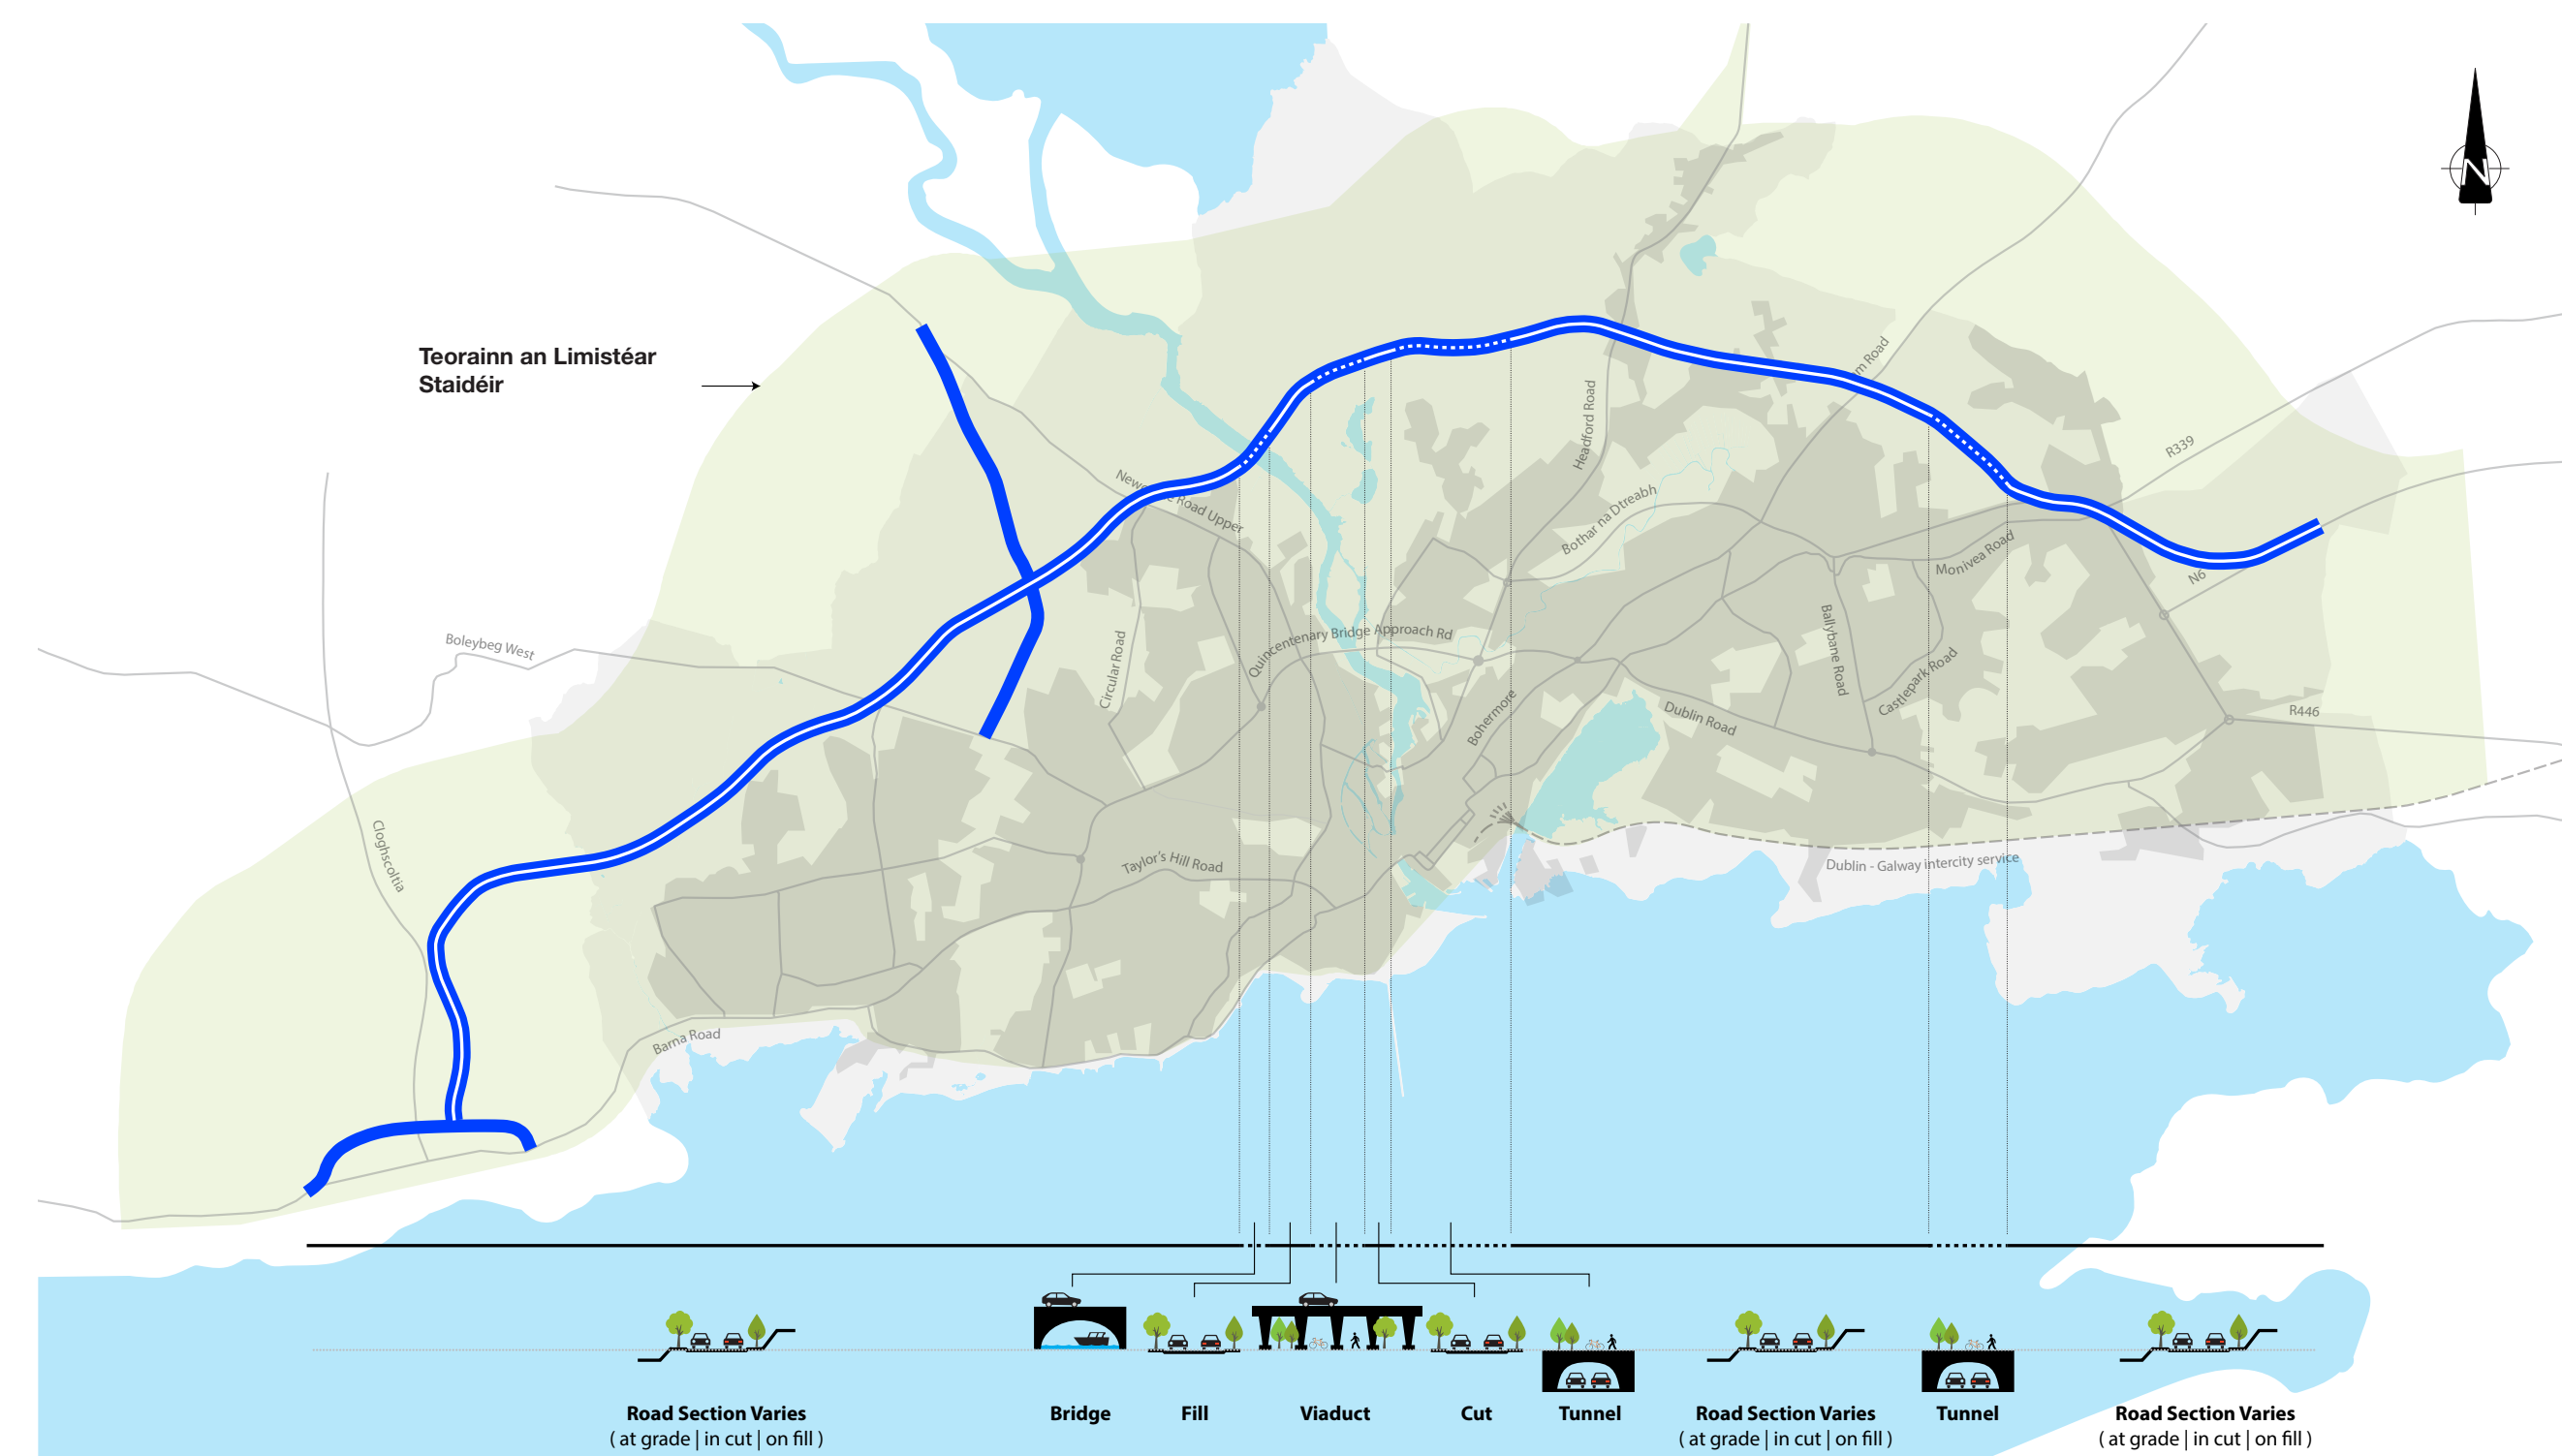 N
Teorainn an Limistéar
Staidéir
Headford Road
R339
Road Upper
Bothar na Dtreabh
Monivea Road
N6
Boleybeg West
Circular Road
Quincentenary Bridge Approach Rd
Ballybane Road
Castlepark Road
Bohermore
Dublin Road
R446
Cloghscoltia
Taylor's Hill Road
Dublin - Galway intercity service
Barna Road
Road Section Varies
( at grade | in cut | on fill )
Bridge
Fill
Viaduct
Cut
Tunnel
Road Section Varies
( at grade | in cut | on fill )
Tunnel
Road Section Varies
( at grade | in cut | on fill )